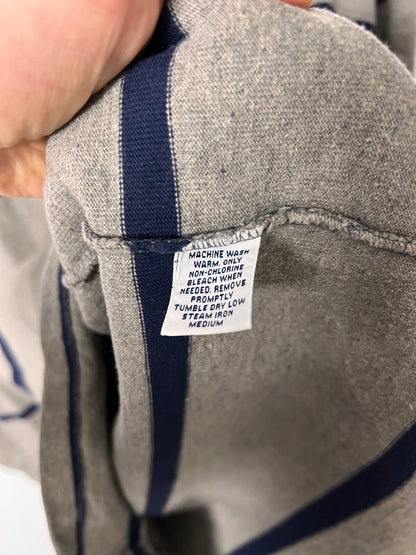 MACHINE WASH
WARM. ONLY
NON-CHLORINE
BLEACH WHEN
NEEDED. REMOVE
PROMPTLY
TUMBLE DRY LOW
STEAM IRON
MEDIUM